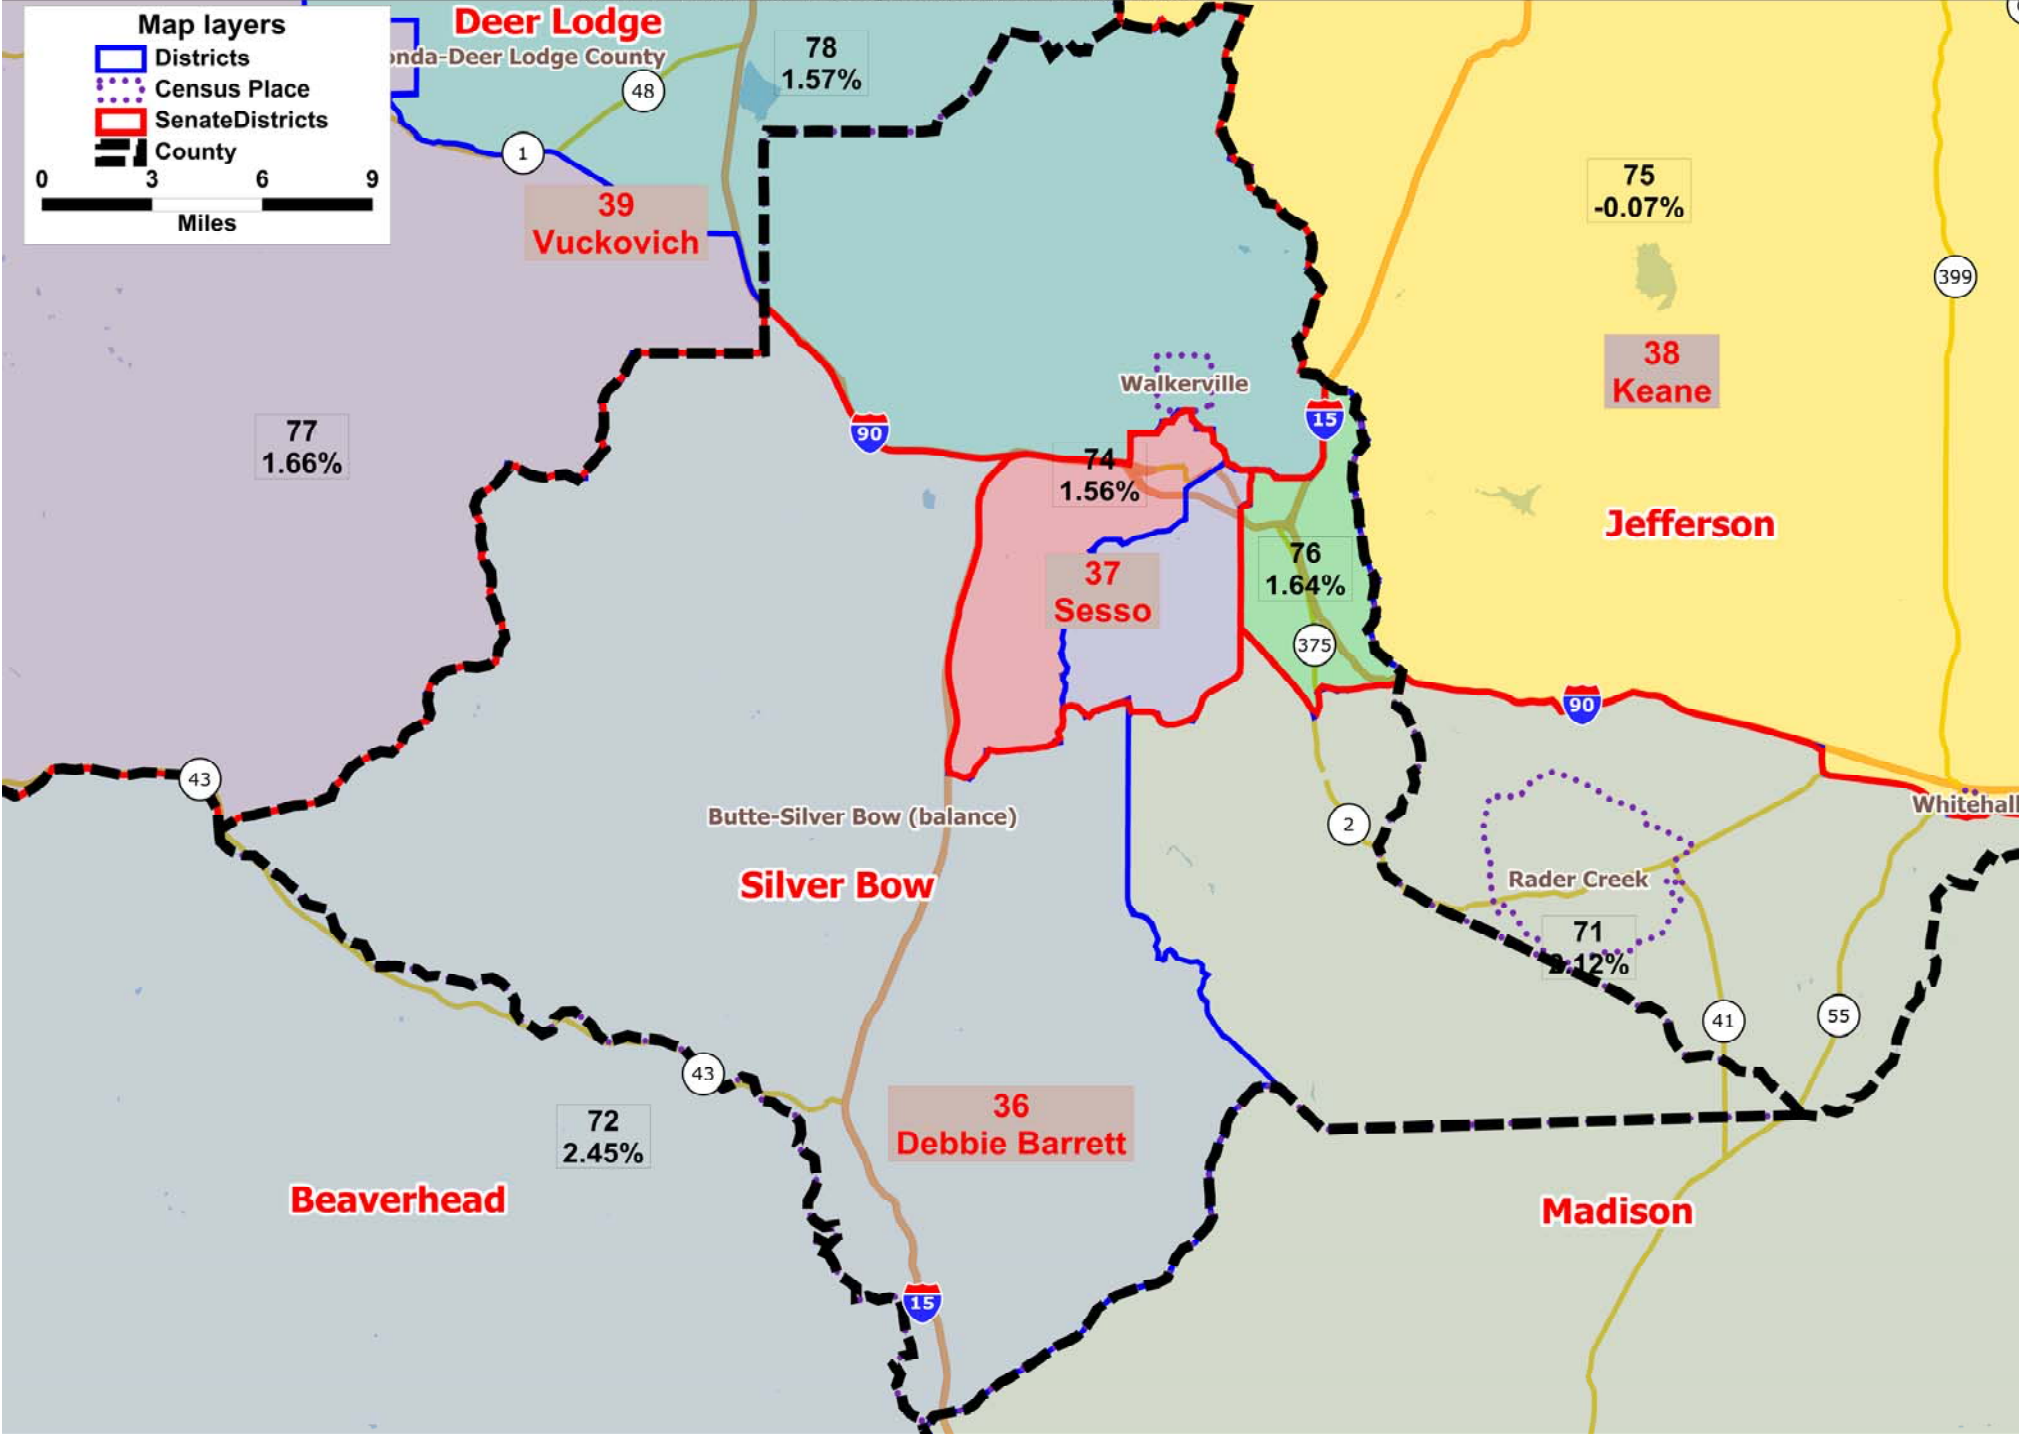 Map layers
Districts
Census Place
SenateDistricts
County
0 3 6 9
Miles
Deer Lodge
onda-Deer Lodge County
48
1
78
1.57%
39
Vuckovich
75
-0.07%
399
38
Keane
Walkerville
15
90
77
1.66%
74
1.56%
Jefferson
76
1.64%
37
Sesso
375
90
43
Butte-Silver Bow (balance)
2
Whitehall
Silver Bow
Rader Creek
71
2.12%
41
55
43
72
2.45%
36
Debbie Barrett
Beaverhead
Madison
15